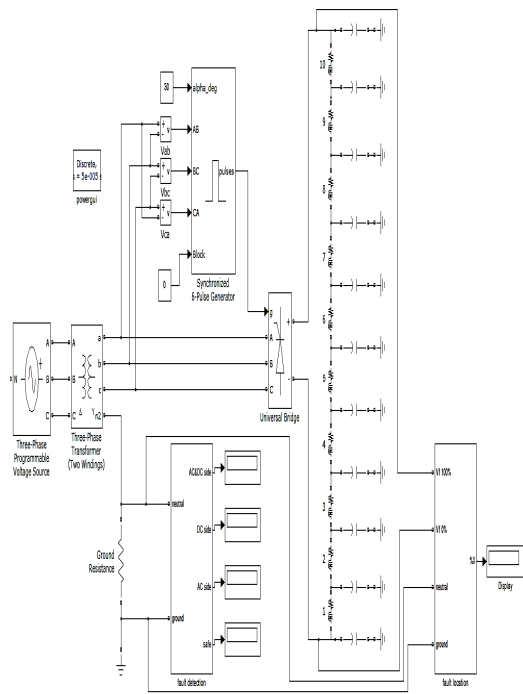 30
alpha_deg
AB
BC
CA
Block
pulses
Synchronized
6-Pulse Generator
+
-
v
Vab
+
-
v
Vbc
+
-
v
Vca
0
Discrete,
s = 5e-005 s
powergui
N
A
B
C
Three-Phase
Programmable
Voltage Source
A
B
C
a
b
c
n2
Δ
Y
Three-Phase
Transformer
(Two Windings)
g
A
B
C
+
-
Universal Bridge
10
9
8
7
6
5
4
3
2
1
Ground
Resistance
neutral
ground
AC&DC side
DC side
AC side
safe
fault detection
Vf 100%
Vf 0%
neutral
ground
fault location
Display